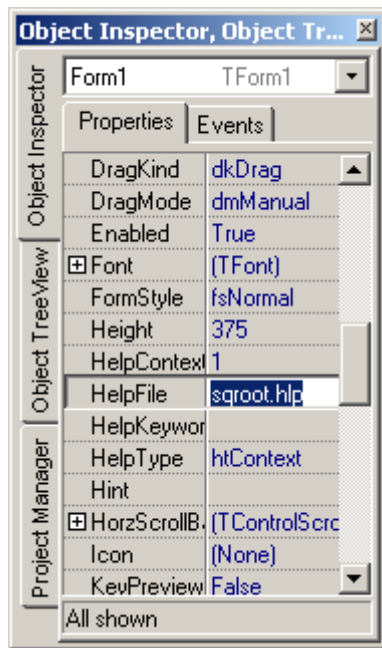 Object Inspector, Object Tr...
Object Inspector
Object TreeView
Project Manager
Form1 TForm1
Properties Events
DragKind dkDrag
DragMode dmManual
Enabled True
Font (TFont)
FormStyle fsNormal
Height 375
HelpContext 1
HelpFile sqroot.hlp
HelpKeywor
HelpType htContext
Hint
HorzScrollB (TControlScrc
Icon (None)
KeyPreview False
All shown